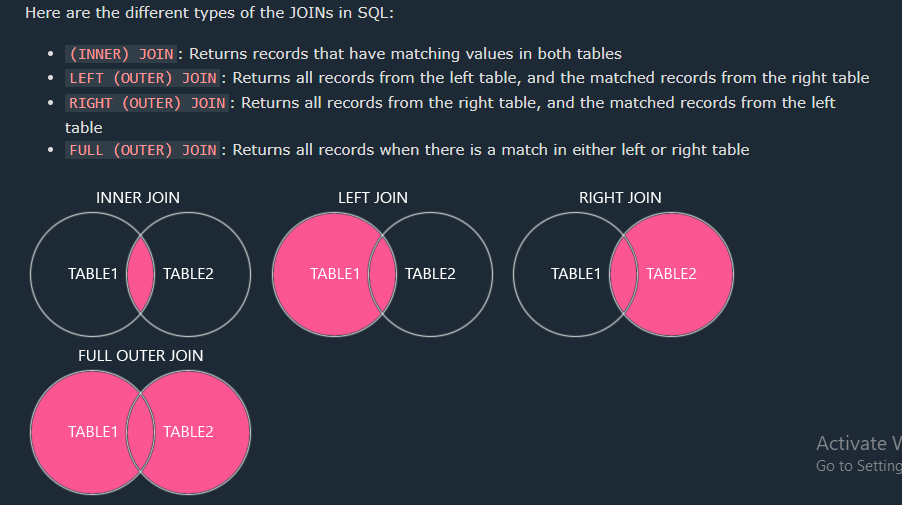 Here are the different types of the JOINs in SQL:
(INNER) JOIN: Returns records that have matching values in both tables
LEFT (OUTER) JOIN: Returns all records from the left table, and the matched records from the right table
RIGHT (OUTER) JOIN: Returns all records from the right table, and the matched records from the left
table
FULL (OUTER) JOIN: Returns all records when there is a match in either left or right table
INNER JOIN
TABLE1 TABLE2
LEFT JOIN
TABLE1 TABLE2
RIGHT JOIN
TABLE1 TABLE2
FULL OUTER JOIN
TABLE1 TABLE2
Activate
Go to